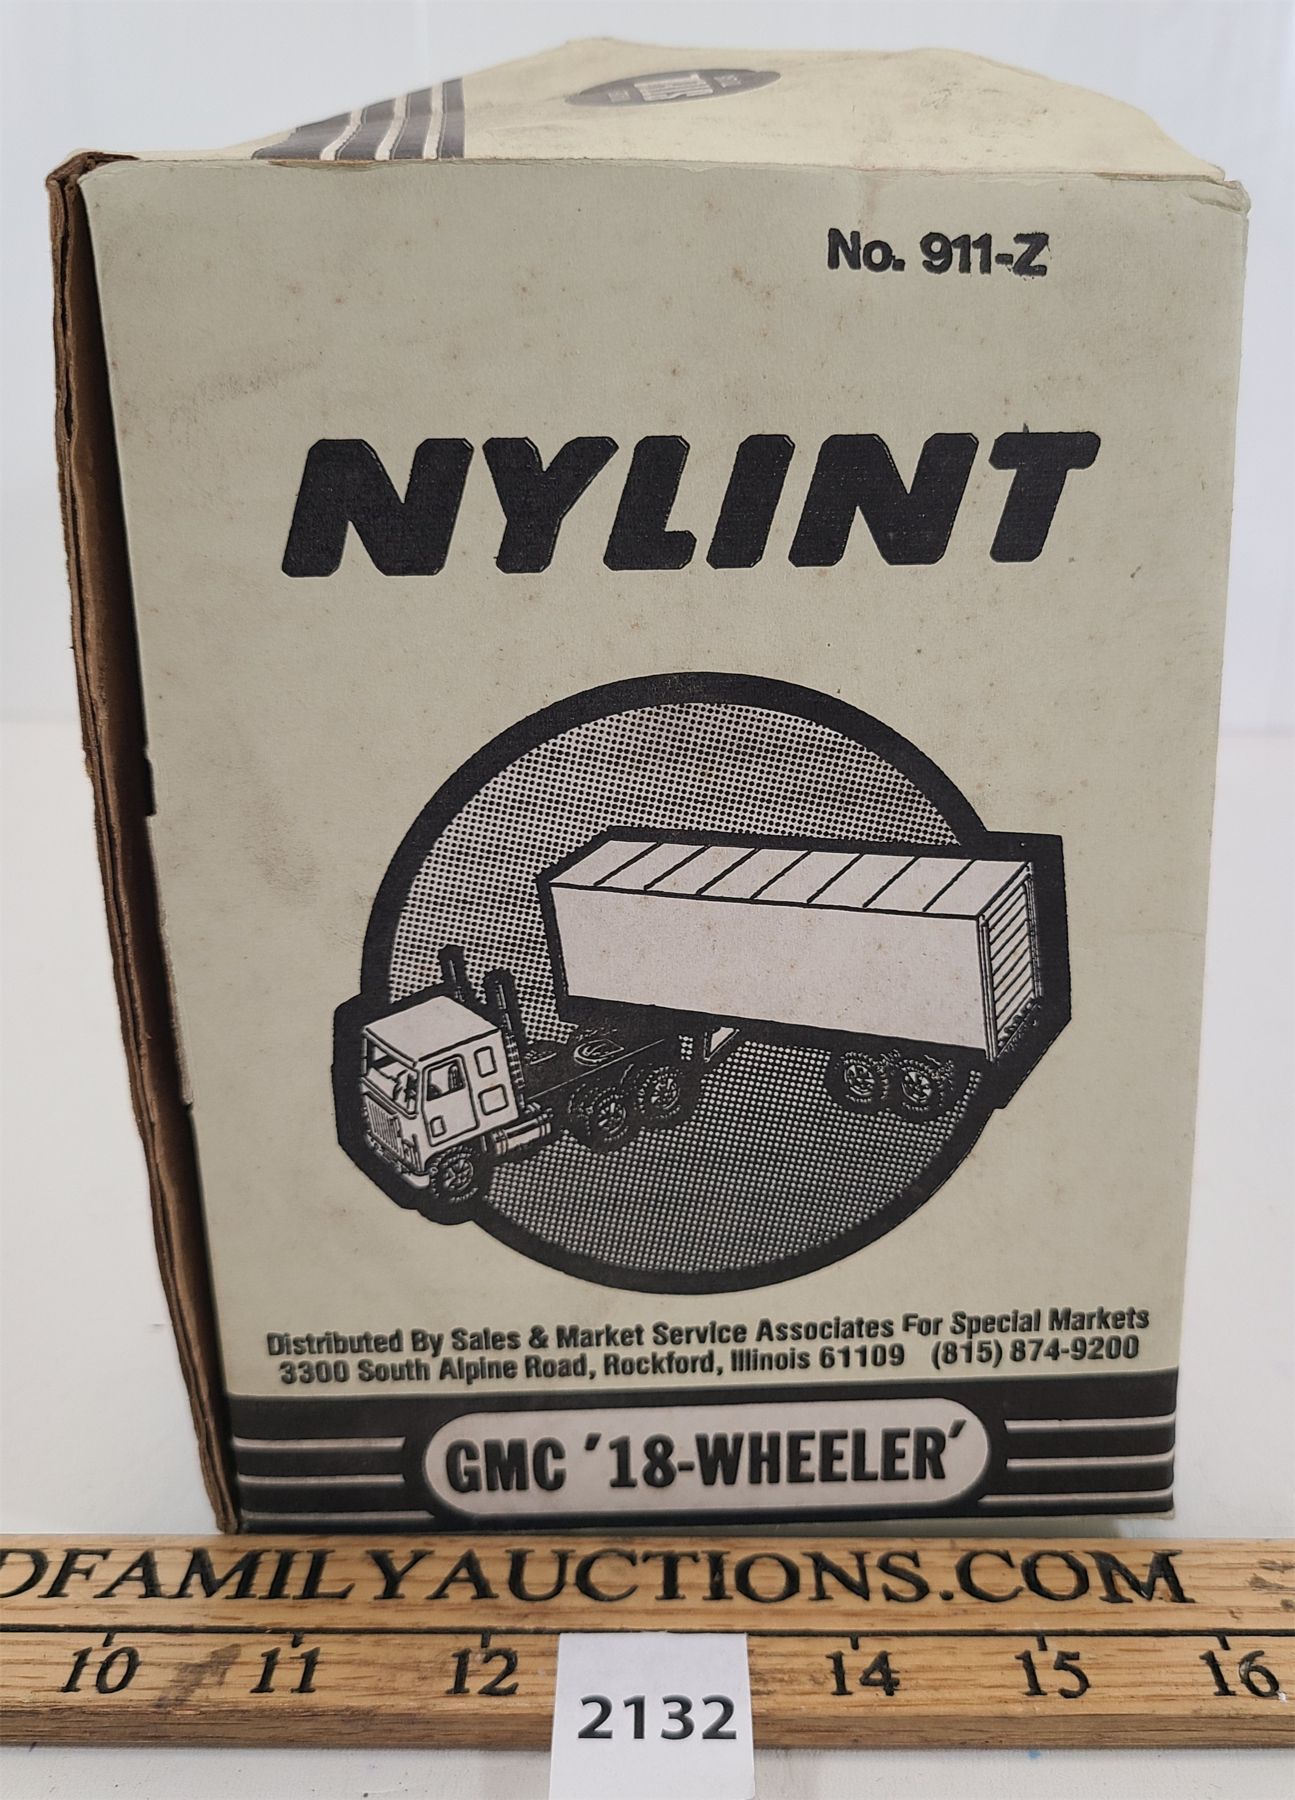 No. 911-Z
NYLINT
Distributed By Sales & Market Service Associates For Special Markets
3300 South Alpine Road, Rockford, Illinois 61109 (815) 874-9200
GMC '18-WHEELER'
DFAMILYAUCTIONS.COM
10 11 12 14 15 16
2132